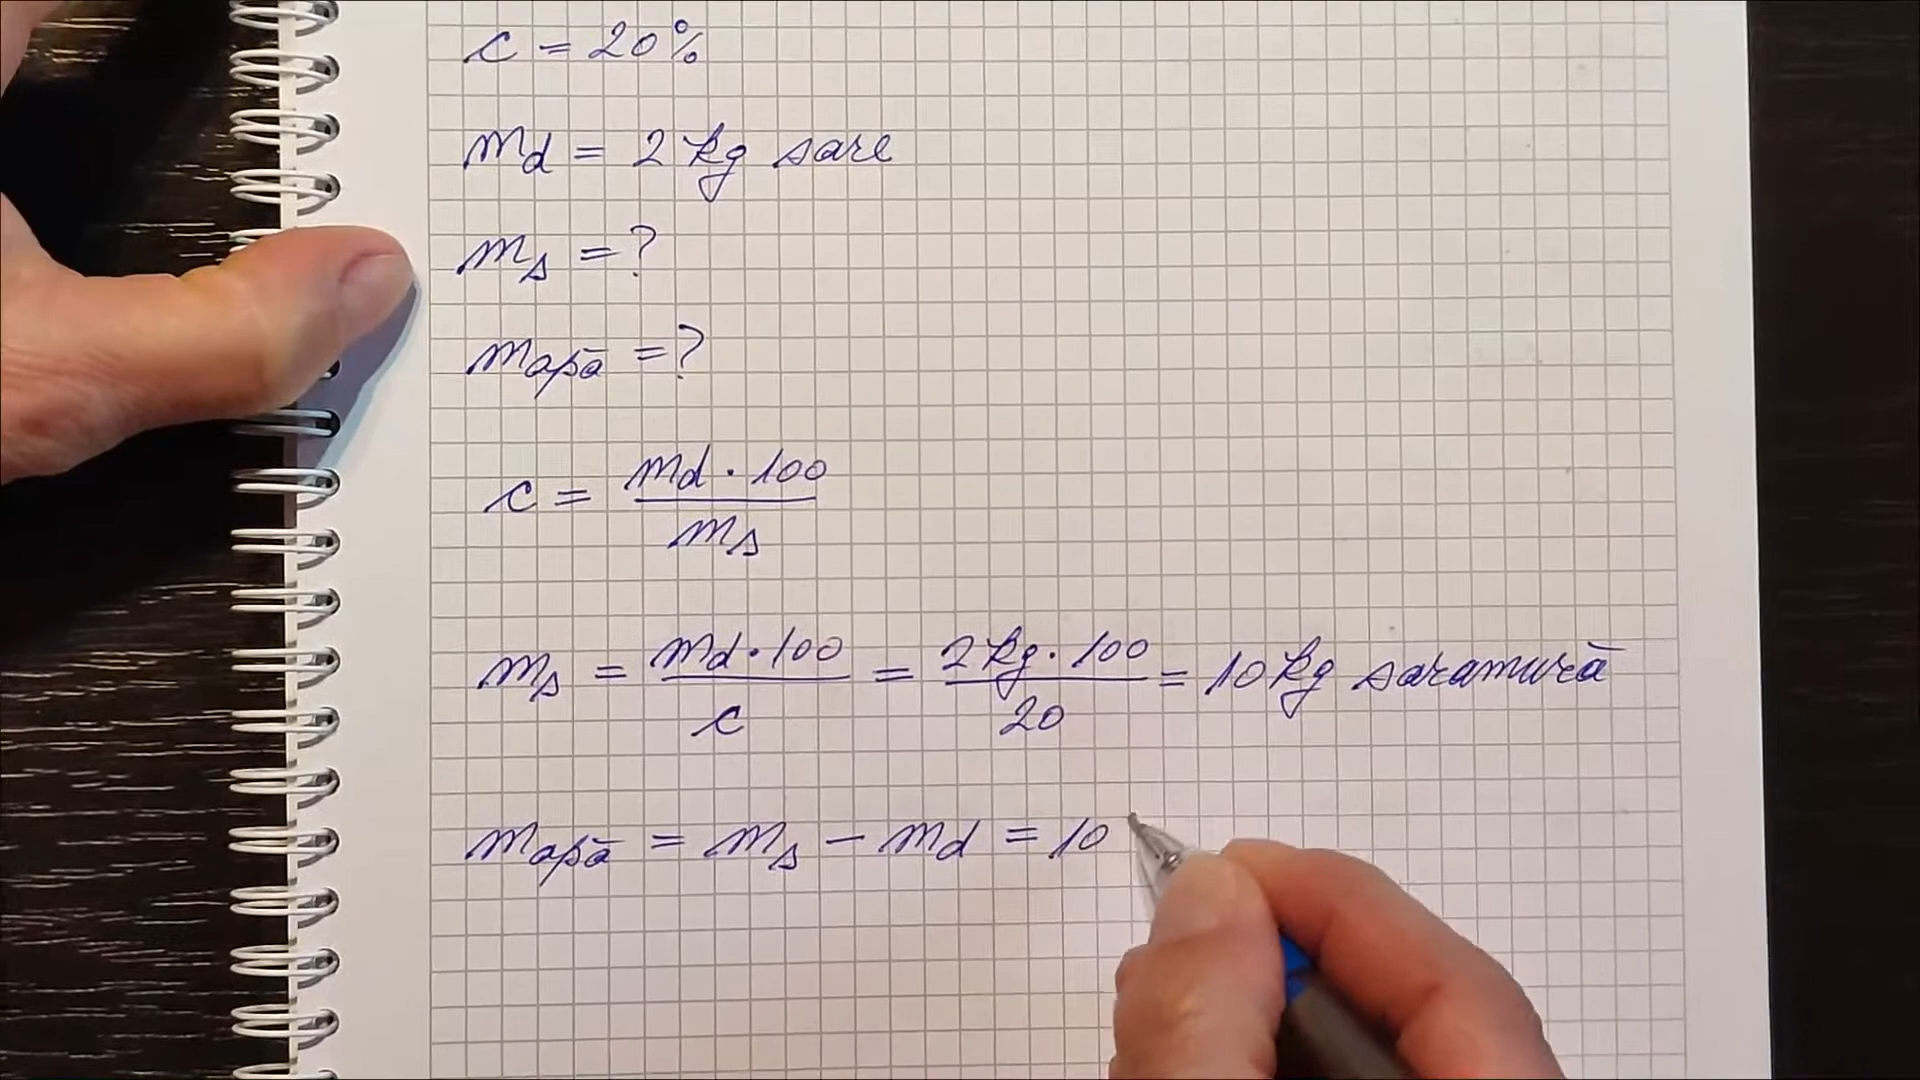 c = 20%
md = 2 kg sare
ms = ?
mapă = ?
c = md · 100 / ms
ms = md · 100 / c = 2 kg · 100 / 20 = 10 kg saramură
mapă = ms - md = 10